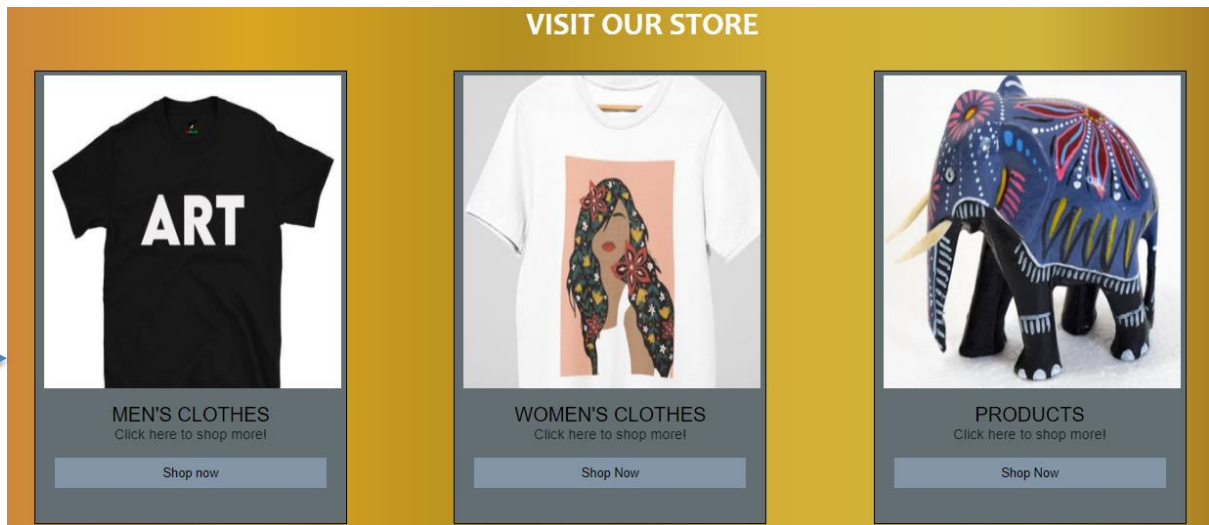 VISIT OUR STORE
ART
MEN'S CLOTHES
Click here to shop more!
Shop now
WOMEN'S CLOTHES
Click here to shop more!
Shop Now
PRODUCTS
Click here to shop more!
Shop Now